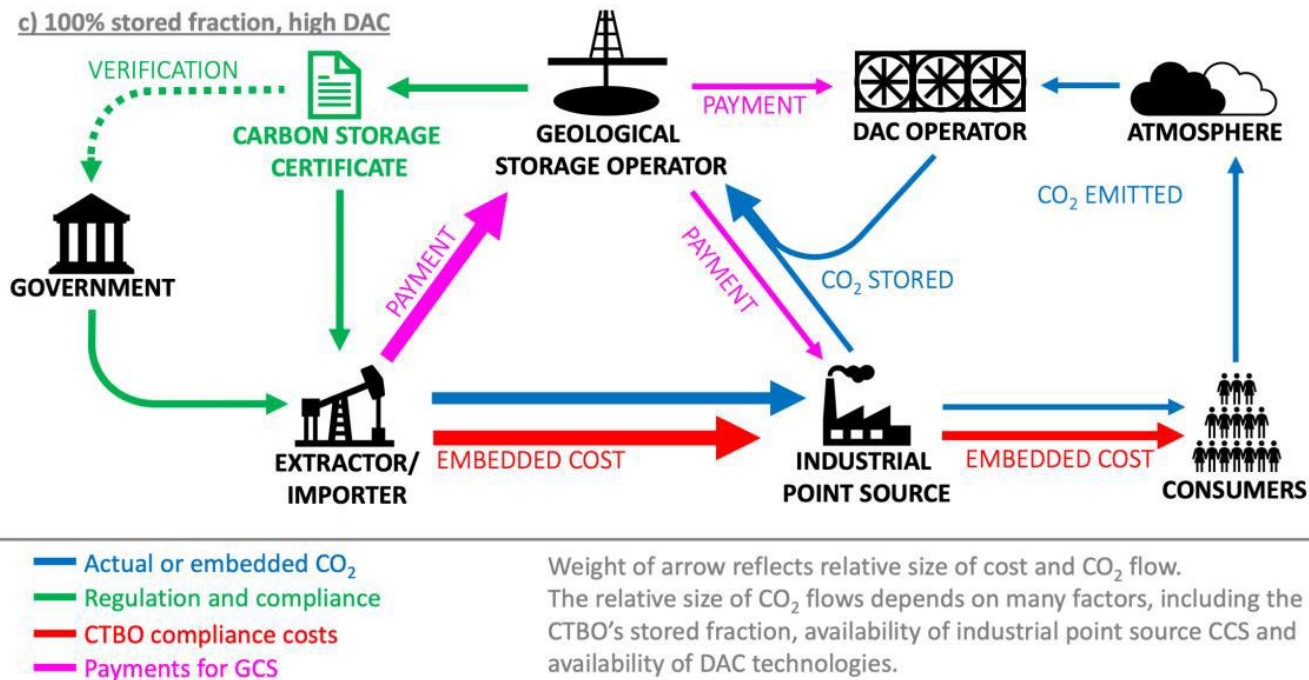 c) 100% stored fraction, high DAC
VERIFICATION
CARBON STORAGE
CERTIFICATE
GEOLOGICAL
STORAGE OPERATOR
PAYMENT
DAC OPERATOR
ATMOSPHERE
CO₂ EMITTED
GOVERNMENT
PAYMENT
PAYMENT
CO₂ STORED
EXTRACTOR/
IMPORTER
EMBEDDED COST
INDUSTRIAL
POINT SOURCE
EMBEDDED COST
CONSUMERS
Actual or embedded CO₂
Regulation and compliance
CTBO compliance costs
Payments for GCS
Weight of arrow reflects relative size of cost and CO₂ flow.
The relative size of CO₂ flows depends on many factors, including the
CTBO's stored fraction, availability of industrial point source CCS and
availability of DAC technologies.